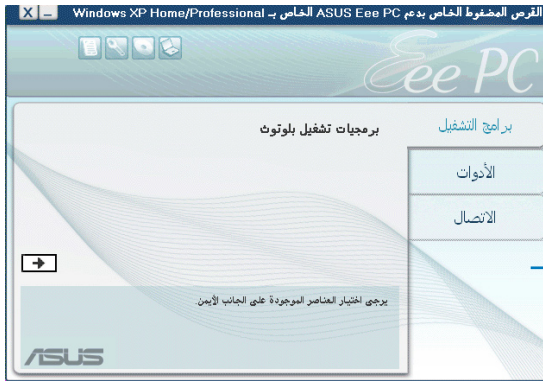 القرص المضغوط الخاص بدعم ASUS Eee PC الخاص بـ Windows XP Home/Professional
Eee PC
برامج التشغيل
الأدوات
الاتصال
برمجيات تشغيل بلوتوث
يرجى اختيار العناصر الموجودة على الجانب الأيمن.
ASUS